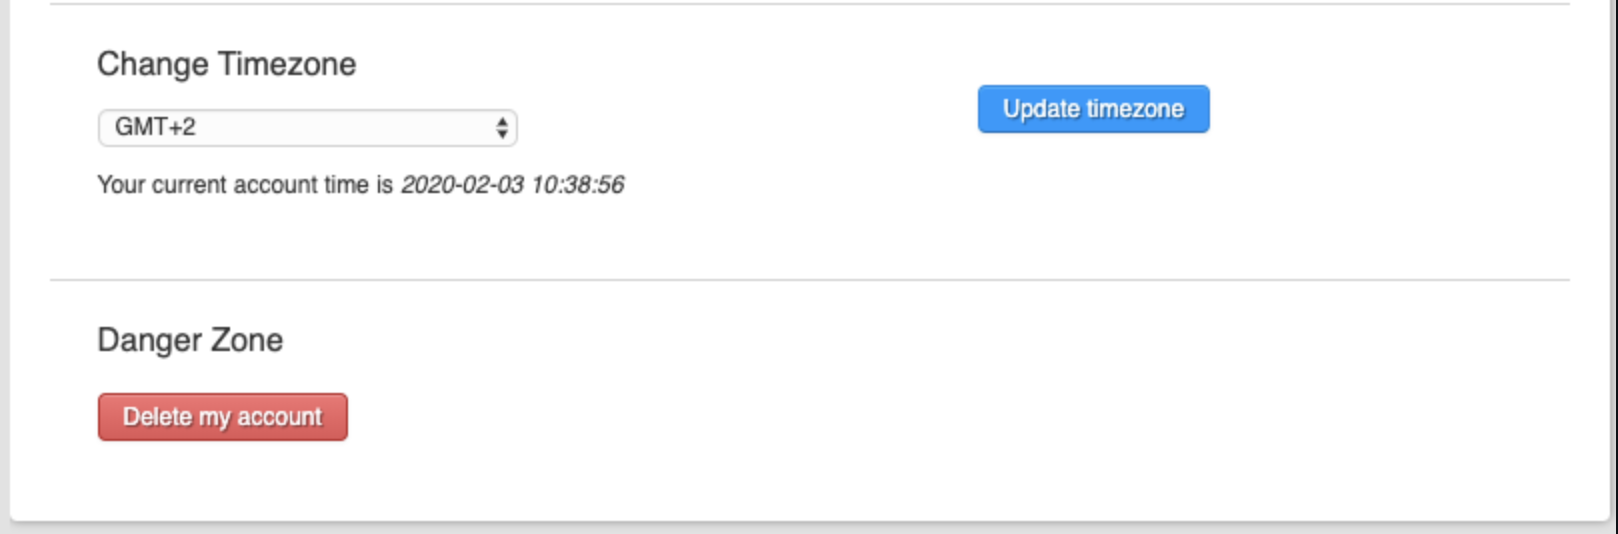 Change Timezone
GMT+2
Update timezone
Your current account time is 2020-02-03 10:38:56
Danger Zone
Delete my account